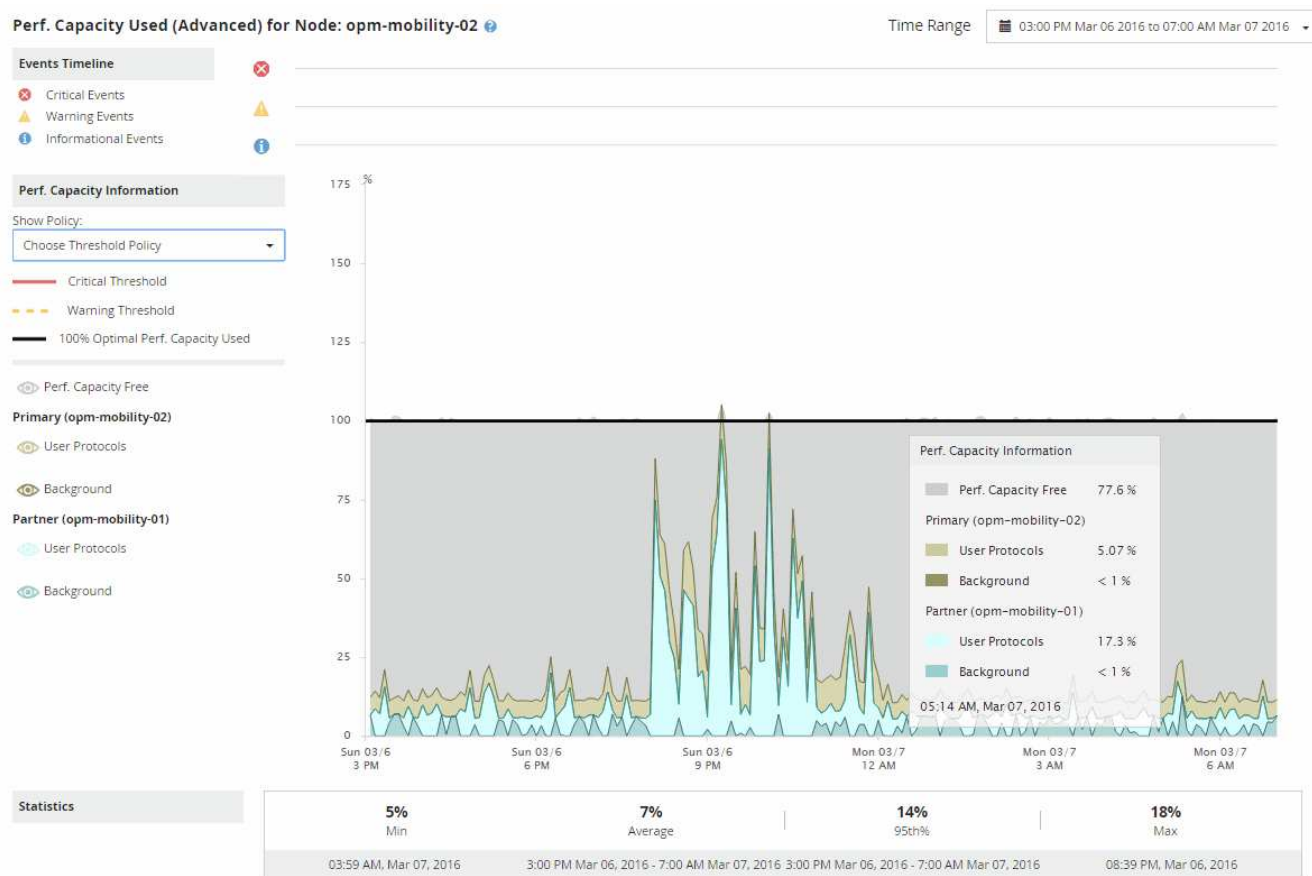 Perf. Capacity Used (Advanced) for Node: opm-mobility-02 ?
Time Range 03:00 PM Mar 06 2016 to 07:00 AM Mar 07 2016
Events Timeline
Critical Events
Warning Events
Informational Events
Perf. Capacity Information
Show Policy:
Choose Threshold Policy
Critical Threshold
Warning Threshold
100% Optimal Perf. Capacity Used
Perf. Capacity Free
Primary (opm-mobility-02)
User Protocols
Background
Partner (opm-mobility-01)
User Protocols
Background
175 %
150
125
100
75
50
25
0
Sun 03/6 Sun 03/6 Sun 03/6 Mon 03/7 Mon 03/7 Mon 03/7
3 PM 6 PM 9 PM 12 AM 3 AM 6 AM
Perf. Capacity Information
Perf. Capacity Free 77.6 %
Primary (opm-mobility-02)
User Protocols 5.07 %
Background < 1 %
Partner (opm-mobility-01)
User Protocols 17.3 %
Background < 1 %
05:14 AM, Mar 07, 2016
Statistics
5% 7% 14% 18%
Min Average 95th% Max
03:59 AM, Mar 07, 2016 3:00 PM Mar 06, 2016 - 7:00 AM Mar 07, 2016 3:00 PM Mar 06, 2016 - 7:00 AM Mar 07, 2016 08:39 PM, Mar 06, 2016